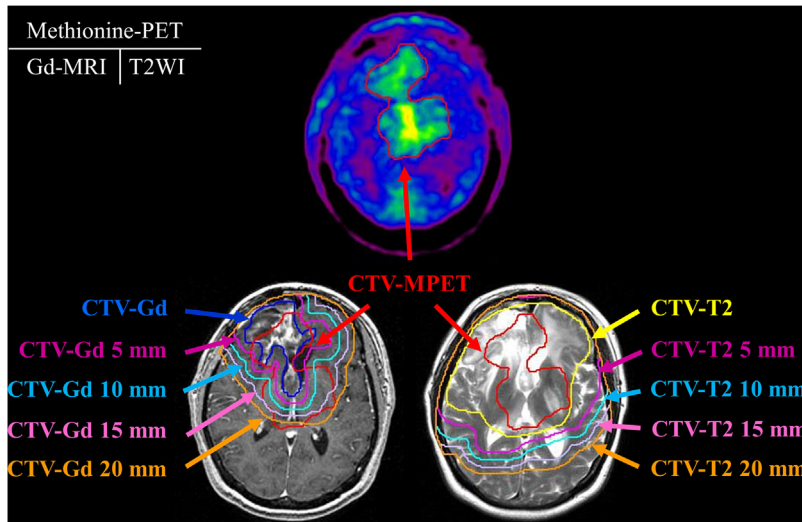 Methionine-PET
Gd-MRI T2WI
CTV-MPET
CTV-Gd
CTV-Gd 5 mm
CTV-Gd 10 mm
CTV-Gd 15 mm
CTV-Gd 20 mm
CTV-T2
CTV-T2 5 mm
CTV-T2 10 mm
CTV-T2 15 mm
CTV-T2 20 mm